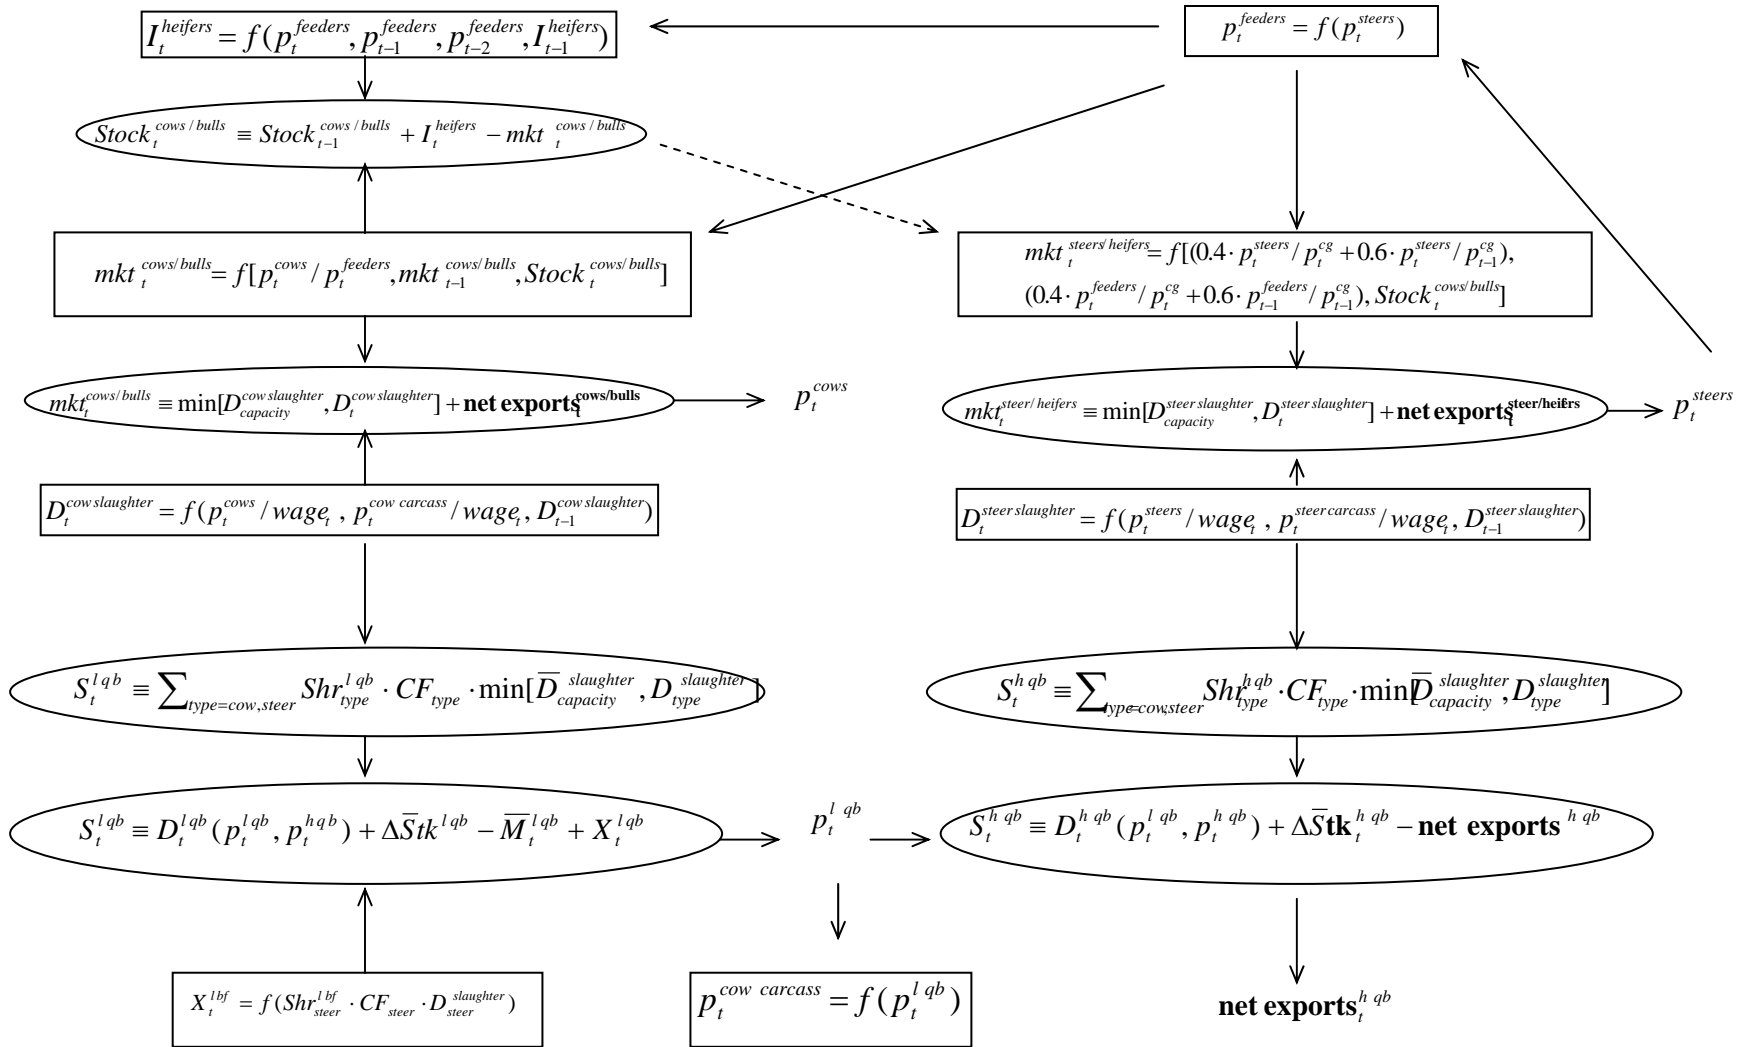 I_t^{heifers} = f(p_t^{feeders}, p_{t-1}^{feeders}, p_{t-2}^{feeders}, I_{t-1}^{heifers})
p_t^{feeders} = f(p_t^{steers})
Stock_t^{cows/bulls} ≡ Stock_{t-1}^{cows/bulls} + I_t^{heifers} − mkt_t^{cows/bulls}
mkt_t^{cows/bulls} = f[p_t^{cows} / p_t^{feeders}, mkt_{t-1}^{cows/bulls}, Stock_t^{cows/bulls}]
mkt_t^{steers/heifers} = f[(0.4· p_t^{steers} / p_t^{cg} + 0.6· p_t^{steers} / p_{t-1}^{cg}),
(0.4· p_t^{feeders} / p_t^{cg} + 0.6· p_{t-1}^{feeders} / p_{t-1}^{cg}), Stock_t^{cows/bulls}]
mkt_t^{cows/bulls} ≡ min[D_{capacity}^{cow slaughter}, D_t^{cow slaughter}] + net exports_t^{cows/bulls}
p_t^{cows}
mkt_t^{steer/heifers} ≡ min[D_{capacity}^{steer slaughter}, D_t^{steer slaughter}] + net exports_t^{steer/heifers}
p_t^{steers}
D_t^{cow slaughter} = f(p_t^{cows} / wage_t, p_t^{cow carcass} / wage_t, D_{t-1}^{cow slaughter})
D_t^{steer slaughter} = f(p_t^{steers} / wage_t, p_t^{steer carcass} / wage_t, D_{t-1}^{steer slaughter})
S_t^{l qb} ≡ ∑_{type=cow,steer} Shr_{type}^{l qb} · CF_{type} · min[D̅_{capacity}^{slaughter}, D_{type}^{slaughter}]
S_t^{h qb} ≡ ∑_{type=cow,steer} Shr_{type}^{h qb} · CF_{type} · min[D̅_{capacity}^{slaughter}, D_{type}^{slaughter}]
S_t^{l qb} ≡ D_t^{l qb}(p_t^{l qb}, p_t^{h qb}) + ΔS̅tk^{l qb} − M̅_t^{l qb} + X_t^{l qb}
p_t^{l qb}
S_t^{h qb} ≡ D_t^{h qb}(p_t^{l qb}, p_t^{h qb}) + ΔS̅tk_t^{h qb} − net exports^{h qb}
X_t^{lbf} = f(Shr_{steer}^{lbf} · CF_{steer} · D_{steer}^{slaughter})
p_t^{cow carcass} = f(p_t^{l qb})
net exports_t^{h qb}